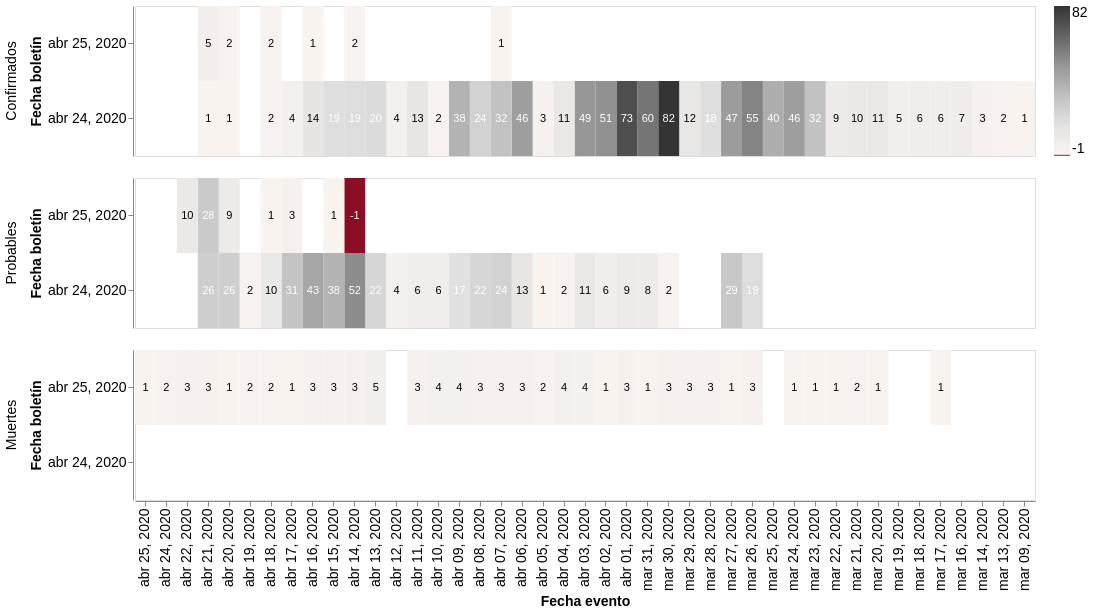 Confirmados
Fecha boletín
abr 25, 2020
5 2 2 1 2 1
abr 24, 2020
1 1 2 4 14 19 19 20 4 13 2 38 24 32 46 3 11 49 51 73 60 82 12 18 47 55 40 46 32 9 10 11 5 6 6 7 3 2 1
82
-1
Probables
Fecha boletín
abr 25, 2020
10 28 9 1 3 1 -1
abr 24, 2020
26 26 2 10 31 43 38 52 22 4 6 6 17 22 24 13 1 2 11 6 9 8 2 29 19
Muertes
Fecha boletín
abr 25, 2020
1 2 3 3 1 2 2 1 3 3 3 5 3 4 4 3 3 3 2 4 4 1 3 1 3 3 3 1 3 1 1 1 2 1 1
abr 24, 2020
abr 25, 2020
abr 24, 2020
abr 22, 2020
abr 21, 2020
abr 20, 2020
abr 19, 2020
abr 18, 2020
abr 17, 2020
abr 16, 2020
abr 15, 2020
abr 14, 2020
abr 13, 2020
abr 12, 2020
abr 11, 2020
abr 10, 2020
abr 09, 2020
abr 08, 2020
abr 07, 2020
abr 06, 2020
abr 05, 2020
abr 04, 2020
abr 03, 2020
abr 02, 2020
abr 01, 2020
mar 31, 2020
mar 30, 2020
mar 29, 2020
mar 28, 2020
mar 27, 2020
mar 26, 2020
mar 25, 2020
mar 24, 2020
mar 23, 2020
mar 22, 2020
mar 21, 2020
mar 20, 2020
mar 19, 2020
mar 18, 2020
mar 17, 2020
mar 16, 2020
mar 14, 2020
mar 13, 2020
mar 09, 2020
Fecha evento